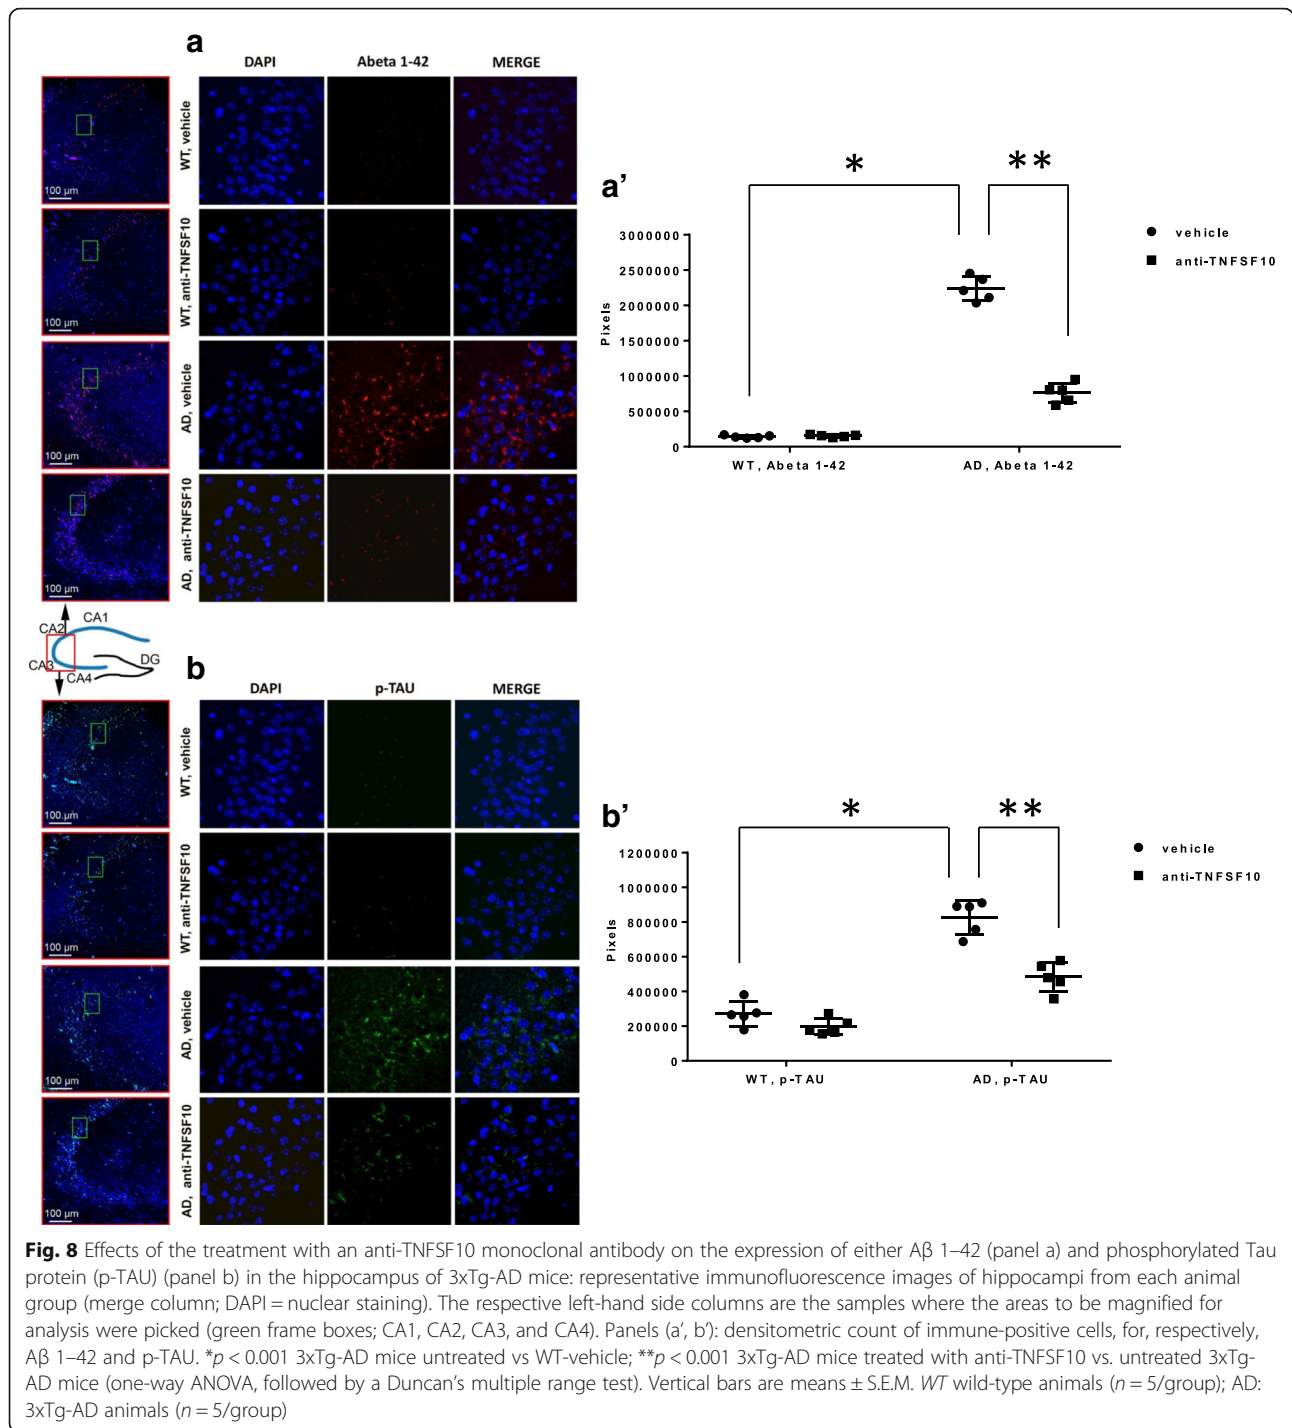 a
DAPI Abeta 1-42 MERGE
WT, vehicle
100 µm
WT, anti-TNFSF10
100 µm
AD, vehicle
100 µm
AD, anti-TNFSF10
100 µm
a’
* **
3000000
2500000
2000000
1000000
500000
0
Pixels
WT, Abeta 1-42 AD, Abeta 1-42
vehicle
anti-TNFSF10
CA1
CA2
CA3
CA4
DG
b
DAPI p-TAU MERGE
WT, vehicle
100 µm
WT, anti-TNFSF10
100 µm
AD, vehicle
100 µm
AD, anti-TNFSF10
100 µm
b’
* **
1200000
1000000
800000
600000
400000
200000
0
Pixels
WT, p-TAU AD, p-TAU
vehicle
anti-TNFSF10
Fig. 8 Effects of the treatment with an anti-TNFSF10 monoclonal antibody on the expression of either Aβ 1–42 (panel a) and phosphorylated Tau
protein (p-TAU) (panel b) in the hippocampus of 3xTg-AD mice: representative immunofluorescence images of hippocampi from each animal
group (merge column; DAPI = nuclear staining). The respective left-hand side columns are the samples where the areas to be magnified for
analysis were picked (green frame boxes; CA1, CA2, CA3, and CA4). Panels (a’, b’): densitometric count of immune-positive cells, for, respectively,
Aβ 1–42 and p-TAU. *p < 0.001 3xTg-AD mice untreated vs WT-vehicle; **p < 0.001 3xTg-AD mice treated with anti-TNFSF10 vs. untreated 3xTg-
AD mice (one-way ANOVA, followed by a Duncan’s multiple range test). Vertical bars are means ± S.E.M. WT wild-type animals (n = 5/group); AD:
3xTg-AD animals (n = 5/group)